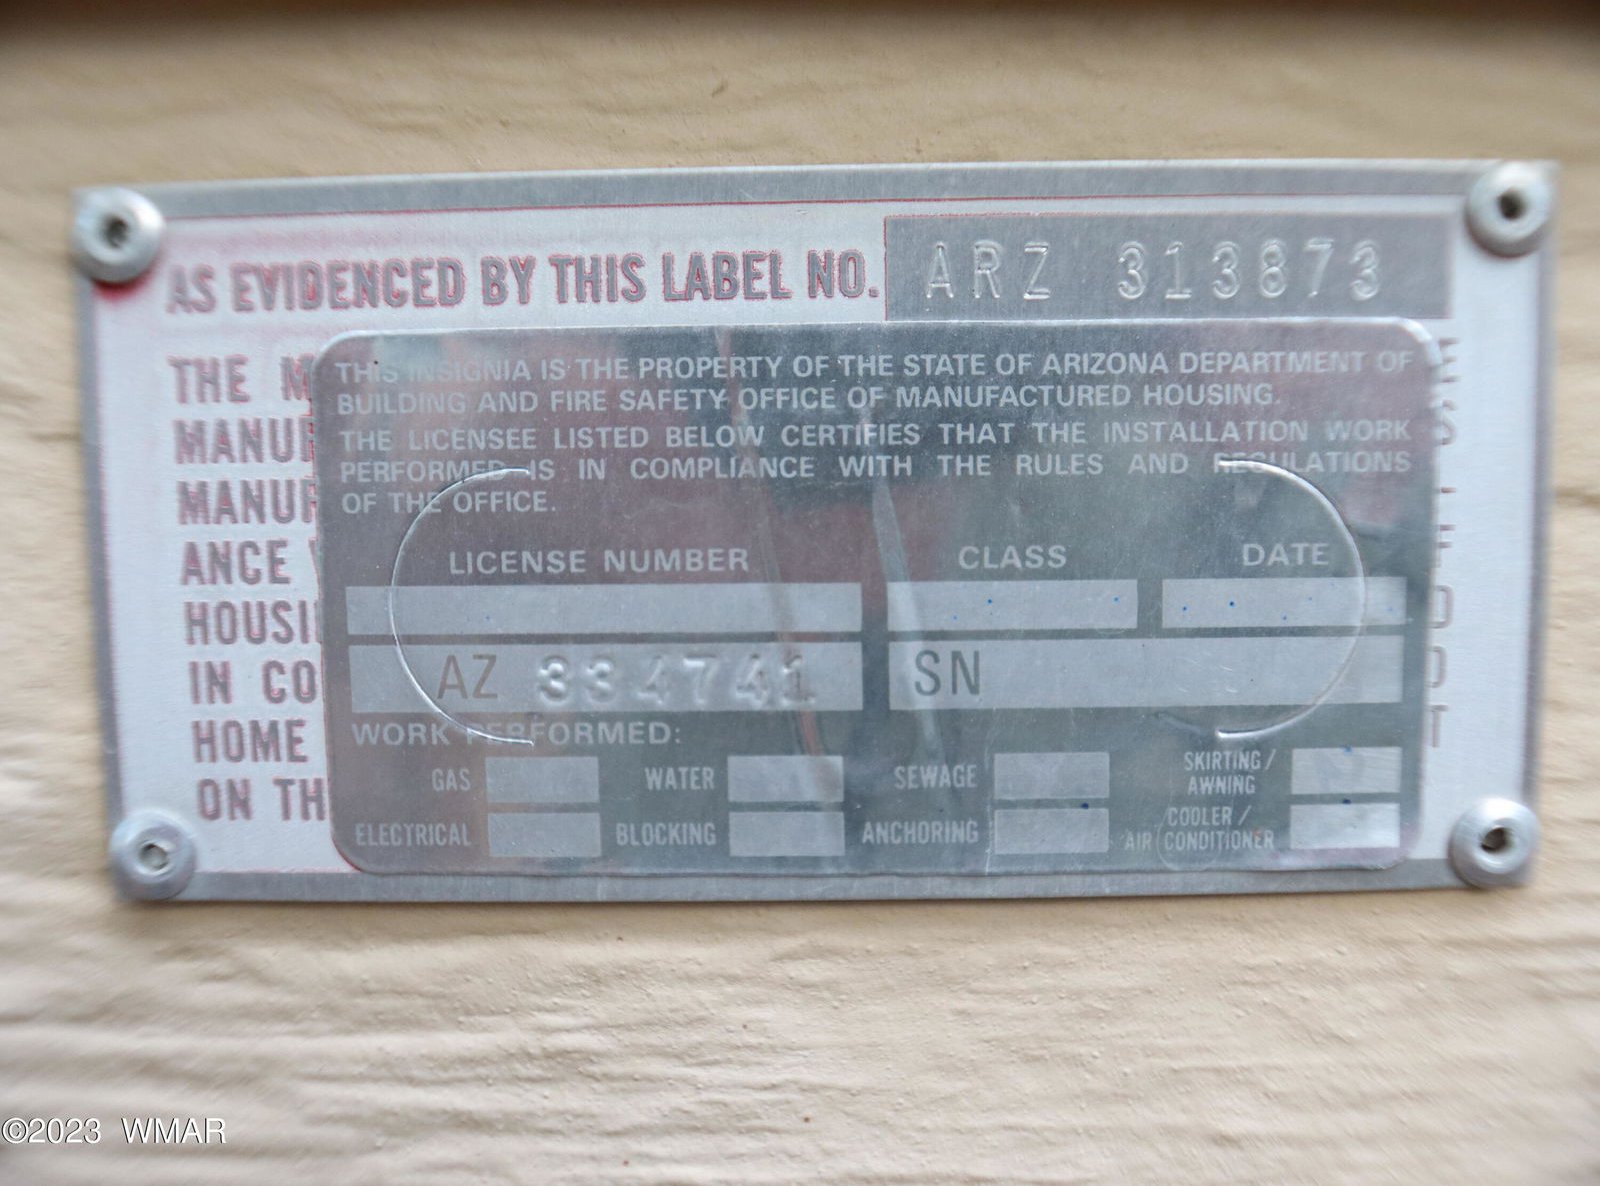 AS EVIDENCED BY THIS LABEL NO. ARZ 313873
THE M
MANUF
MANUF
ANCE
HOUSI
IN CO
HOME
ON TH
THIS INSIGNIA IS THE PROPERTY OF THE STATE OF ARIZONA DEPARTMENT OF
BUILDING AND FIRE SAFETY OFFICE OF MANUFACTURED HOUSING.
THE LICENSEE LISTED BELOW CERTIFIES THAT THE INSTALLATION WORK
PERFORMED IS IN COMPLIANCE WITH THE RULES AND REGULATIONS
OF THE OFFICE.
LICENSE NUMBER CLASS DATE
AZ 334741 SN
WORK PERFORMED:
GAS WATER SEWAGE SKIRTING/
AWNING
ELECTRICAL BLOCKING ANCHORING COOLER/
AIR CONDITIONER
©2023 WMAR